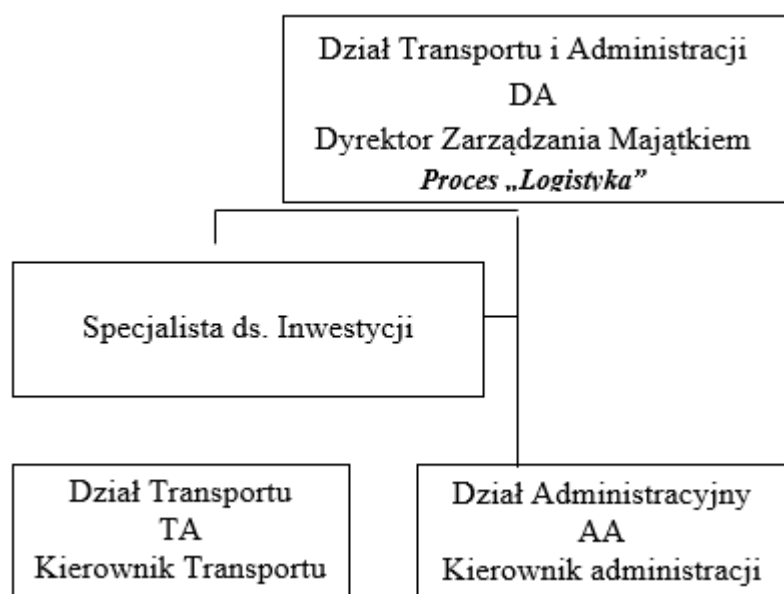 Dział Transportu i Administracji
DA
Dyrektor Zarządzania Majątkiem
Proces „Logistyka”
Specjalista ds. Inwestycji
Dział Transportu
TA
Kierownik Transportu
Dział Administracyjny
AA
Kierownik administracji